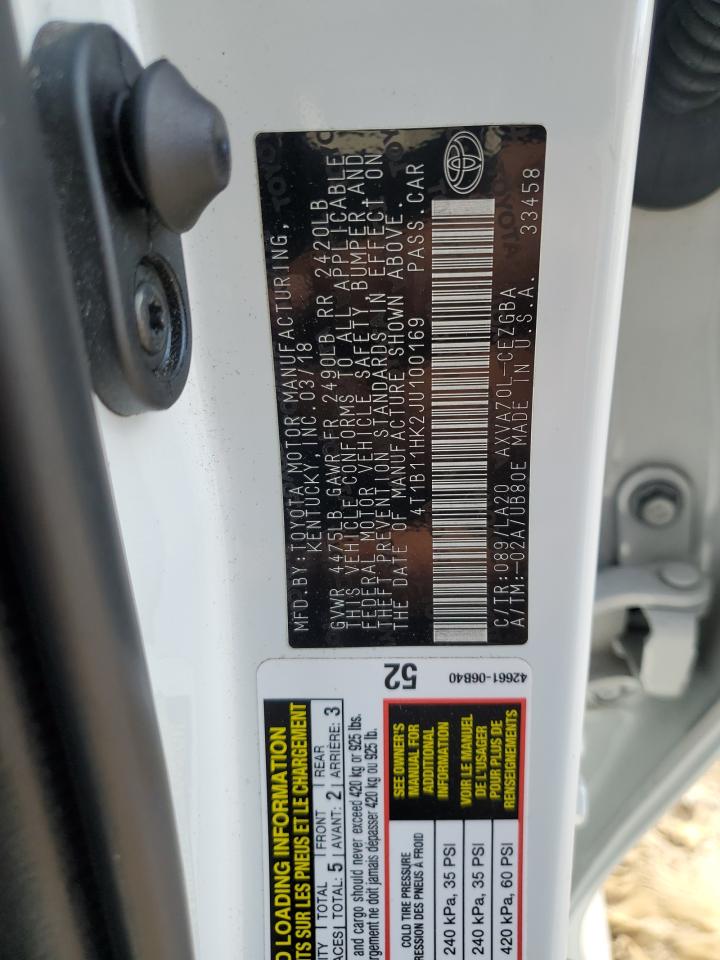 MFD.BY:TOYOTA MOTOR MANUFACTURING,
KENTUCKY, INC. 03/18
GVWR 4475LB GAWR FR 2490LB RR 2420LB
THIS VEHICLE CONFORMS TO ALL APPLICABLE
FEDERAL MOTOR VEHICLE SAFETY, BUMPER, AND
THEFT PREVENTION STANDARDS IN EFFECT ON
THE DATE OF MANUFACTURE SHOWN ABOVE.
4T1B11HK2JU100169 PASS.CAR
C/TR:089/LA20 AXVA70L-CEZGBA
A/TM:-02A/UB80E MADE IN U.S.A. 33458
TOYOTA
LOADING INFORMATION
SUR LES PNEUS ET LE CHARGEMENT
TOTAL FRONT REAR
TOTAL: 5 AVANT: 2 ARRIÈRE: 3
and cargo should never exceed 420 kg or 925 lbs.
ne doit jamais dépasser 420 kg ou 925 lb.
52
COLD TIRE PRESSURE
PRESSION DES PNEUS À FROID
240 kPa, 35 PSI
240 kPa, 35 PSI
420 kPa, 60 PSI
SEE OWNER'S
MANUAL FOR
ADDITIONAL
INFORMATION
VOIR LE MANUEL
DE L'USAGER
POUR PLUS DE
RENSEIGNEMENTS
42661-06B40